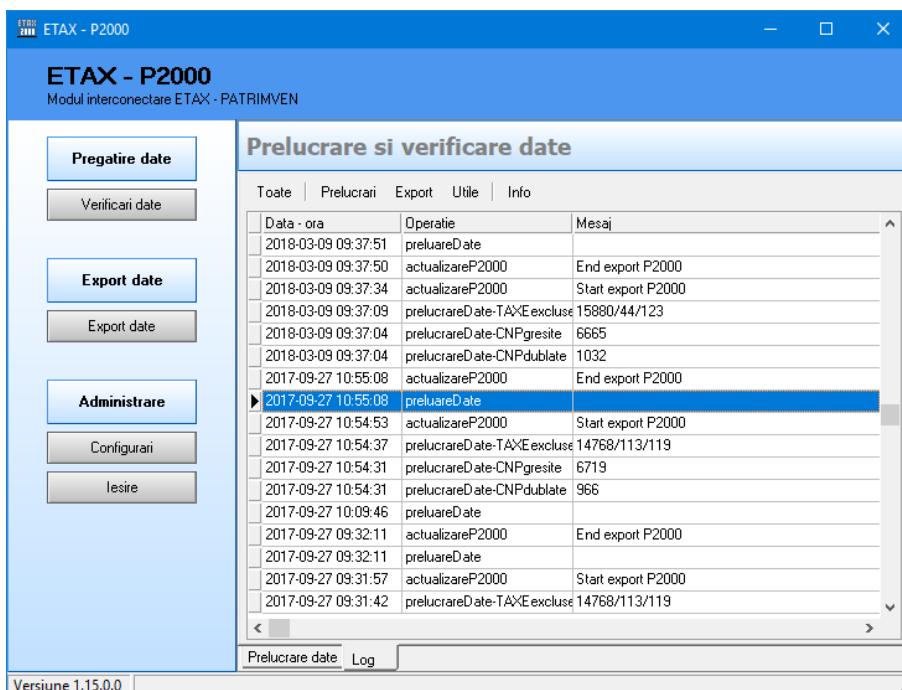 ETAX 2000 ETAX - P2000
ETAX - P2000
Modul interconectare ETAX - PATRIMVEN
Pregatire date
Verificari date
Export date
Export date
Administrare
Configurari
Iesire
Prelucrare si verificare date
Toate Prelucrari Export Utile Info
Data - ora Operatie Mesaj
2018-03-09 09:37:51 preluareDate
2018-03-09 09:37:50 actualizareP2000 End export P2000
2018-03-09 09:37:34 actualizareP2000 Start export P2000
2018-03-09 09:37:09 prelucrareDate-TAXEexcluse 15880/44/123
2018-03-09 09:37:04 prelucrareDate-CNPgresite 6665
2018-03-09 09:37:04 prelucrareDate-CNPdublate 1032
2017-09-27 10:55:08 actualizareP2000 End export P2000
2017-09-27 10:55:08 preluareDate
2017-09-27 10:54:53 actualizareP2000 Start export P2000
2017-09-27 10:54:37 prelucrareDate-TAXEexcluse 14768/113/119
2017-09-27 10:54:31 prelucrareDate-CNPgresite 6719
2017-09-27 10:54:31 prelucrareDate-CNPdublate 966
2017-09-27 10:09:46 preluareDate
2017-09-27 09:32:11 actualizareP2000 End export P2000
2017-09-27 09:32:11 preluareDate
2017-09-27 09:31:57 actualizareP2000 Start export P2000
2017-09-27 09:31:42 prelucrareDate-TAXEexcluse 14768/113/119
Prelucrare date Log
Versiune 1.15.0.0